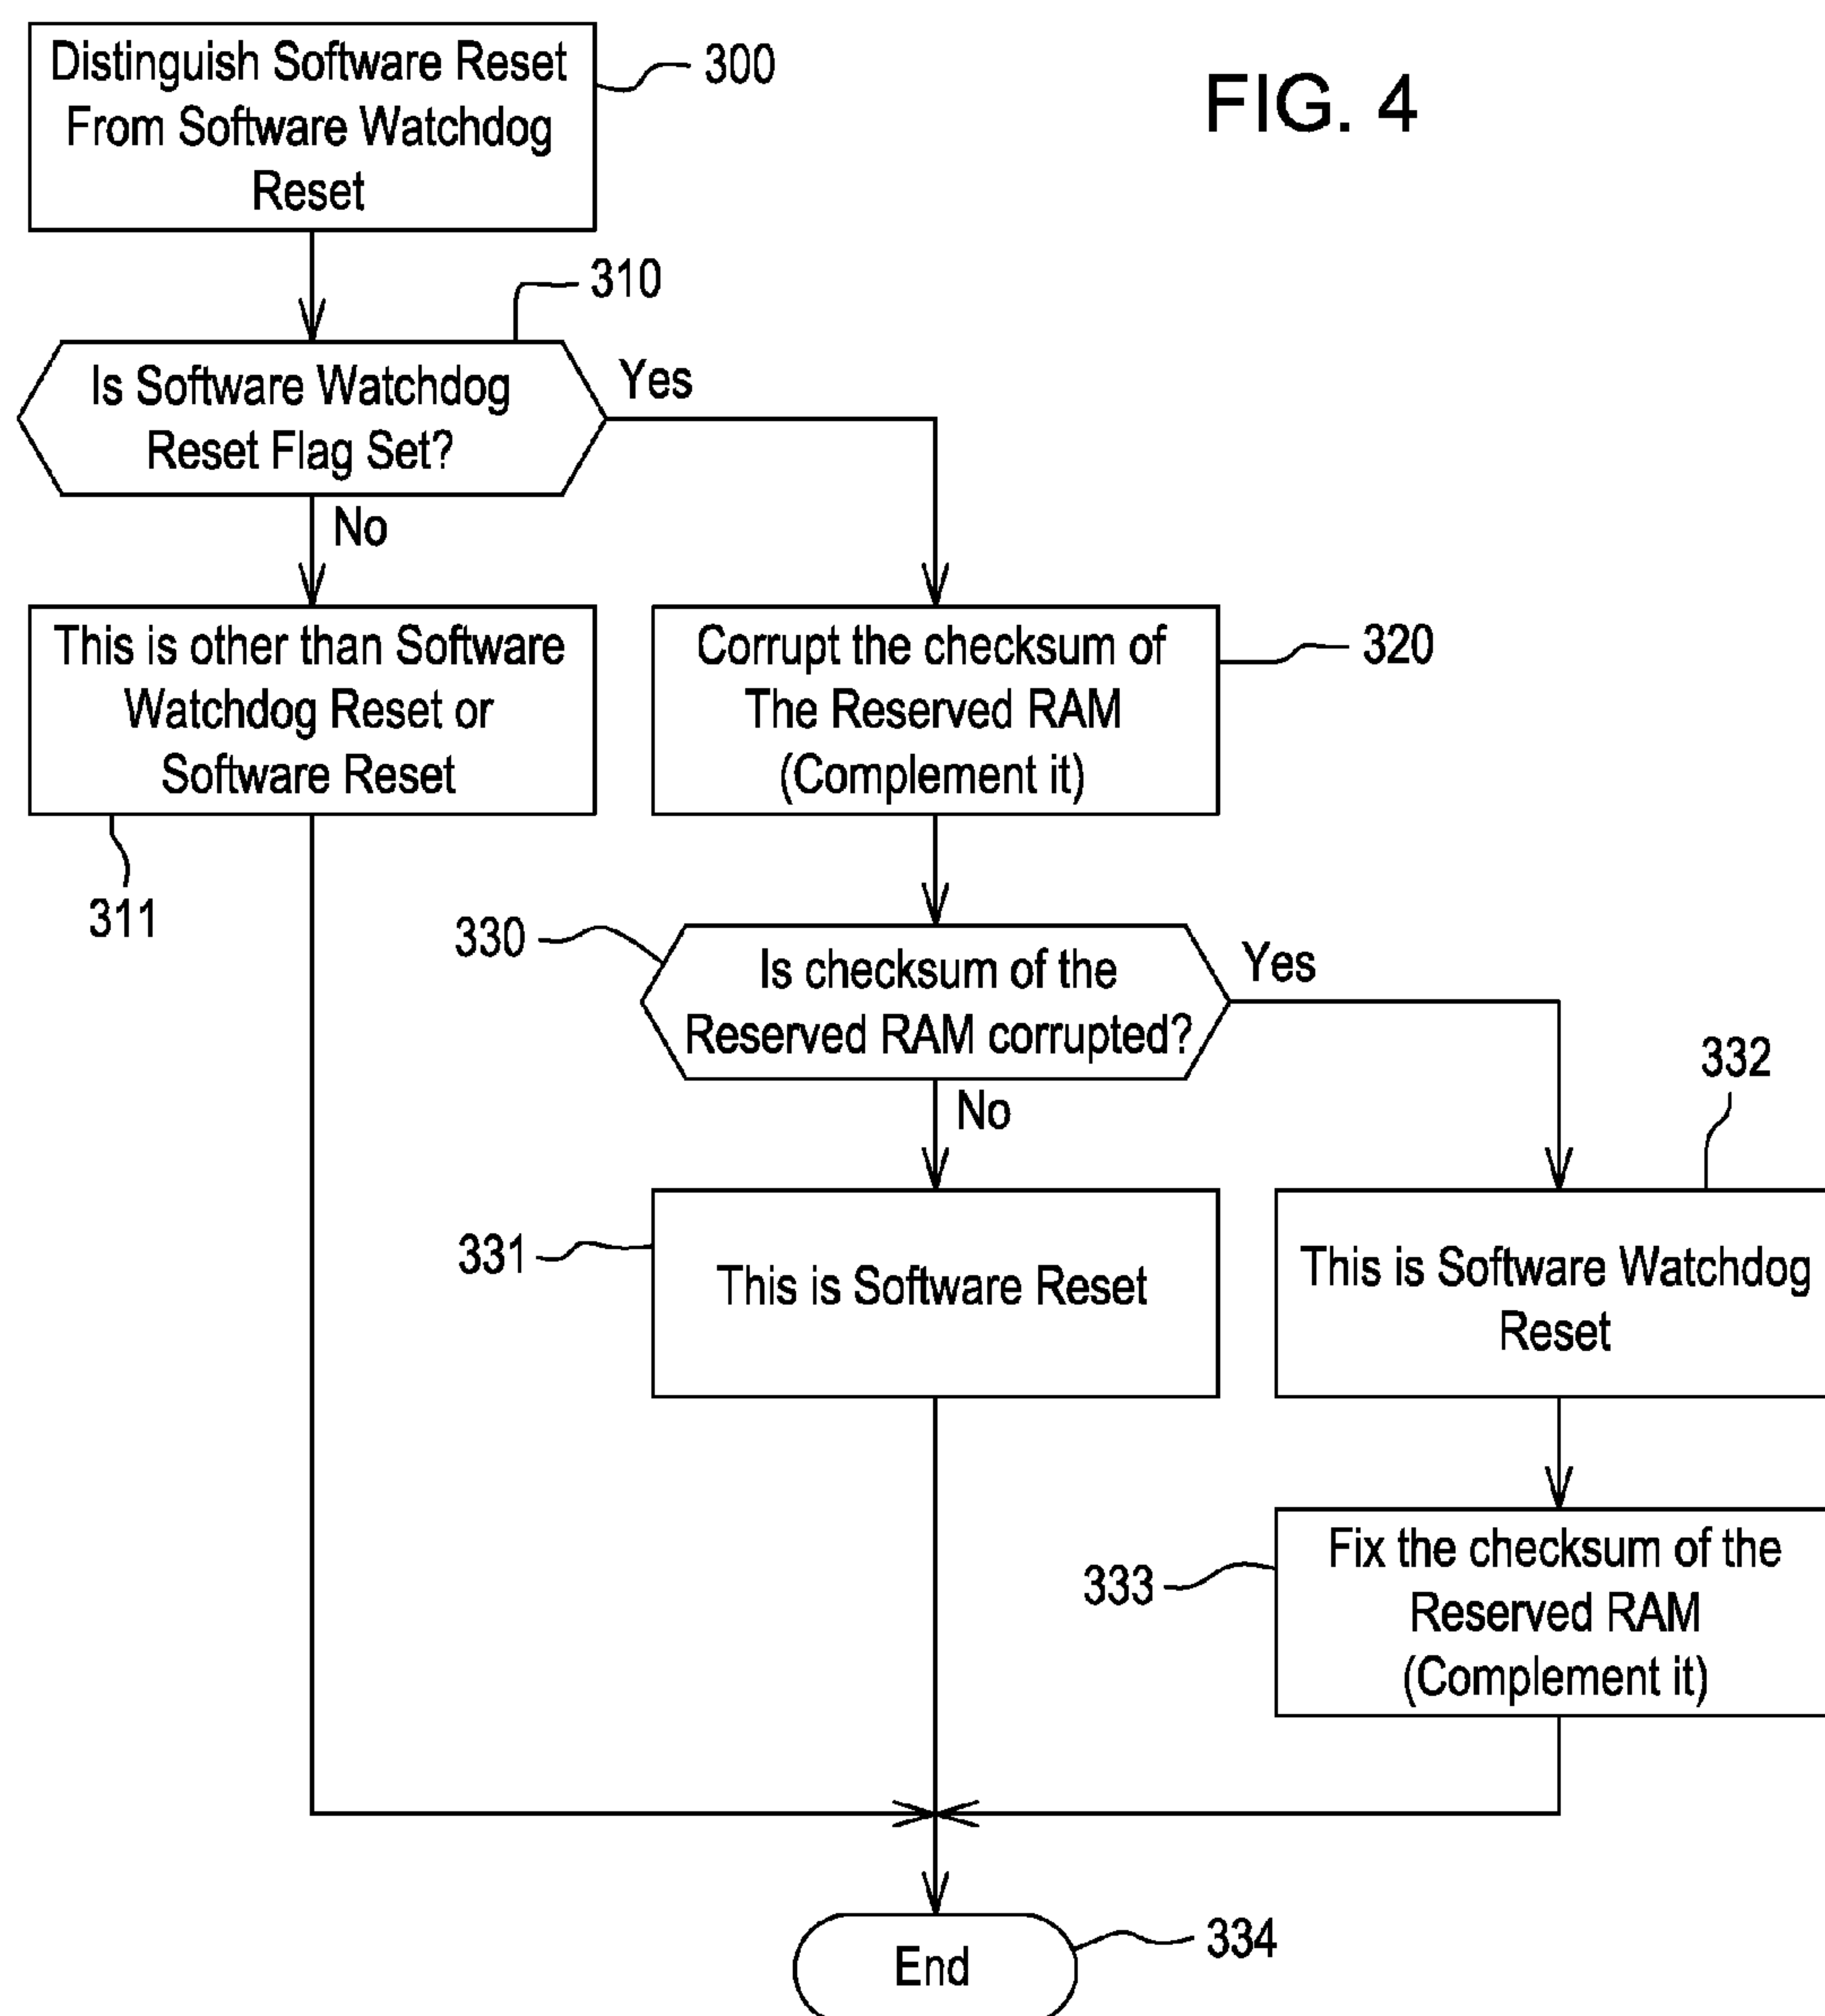 FIG. 4
Distinguish Software Reset
From Software Watchdog
Reset
300
310
Is Software Watchdog
Reset Flag Set?
Yes
No
This is other than Software
Watchdog Reset or
Software Reset
311
Corrupt the checksum of
The Reserved RAM
(Complement it)
320
330
Is checksum of the
Reserved RAM corrupted?
Yes
No
332
331
This is Software Reset
This is Software Watchdog
Reset
333
Fix the checksum of the
Reserved RAM
(Complement it)
End
334